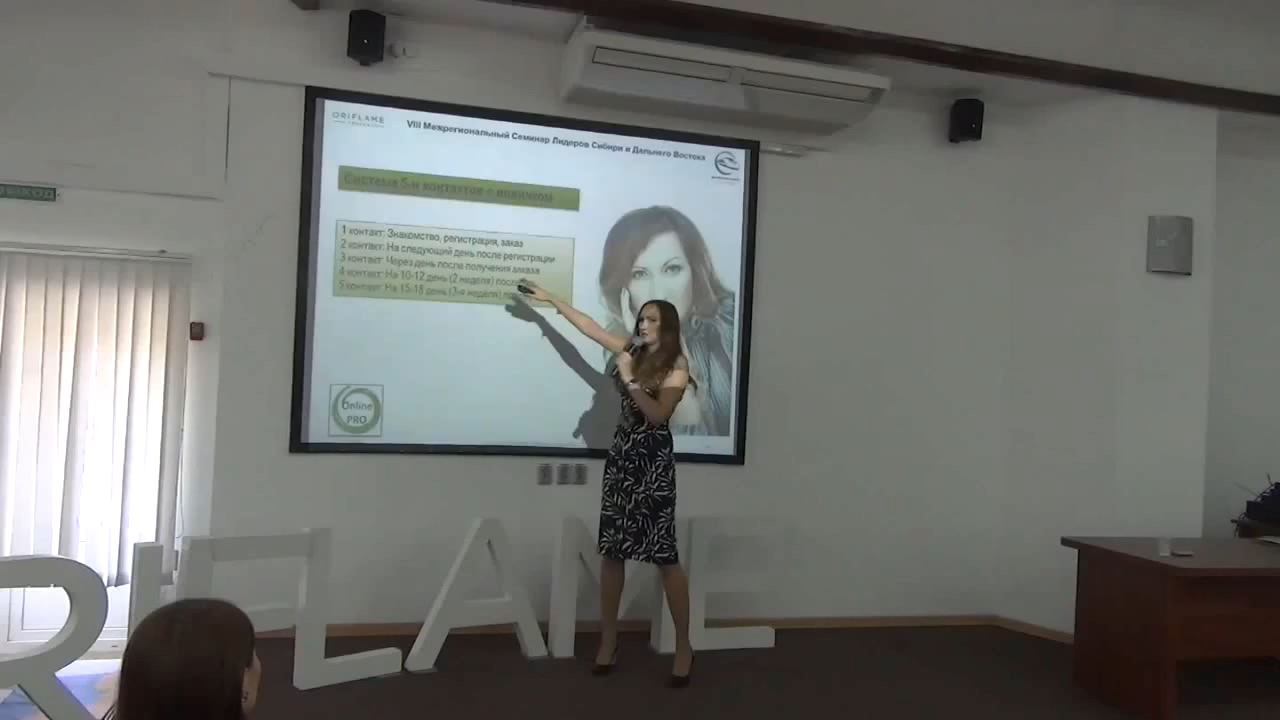 ВЫХОД
ORIFLAME
VIII Межрегиональный Семинар Лидеров Сибири и Дальнего Востока
Система 5-и контактов с новичком
1 контакт: Знакомство, регистрация, заказ
2 контакт: На следующий день после регистрации
3 контакт: Через день после получения заказа
4 контакт: На 10-12 день (2 неделя) после
5 контакт: На 15-18 день (3-я неделя)
Online
PRO
RIFLAME